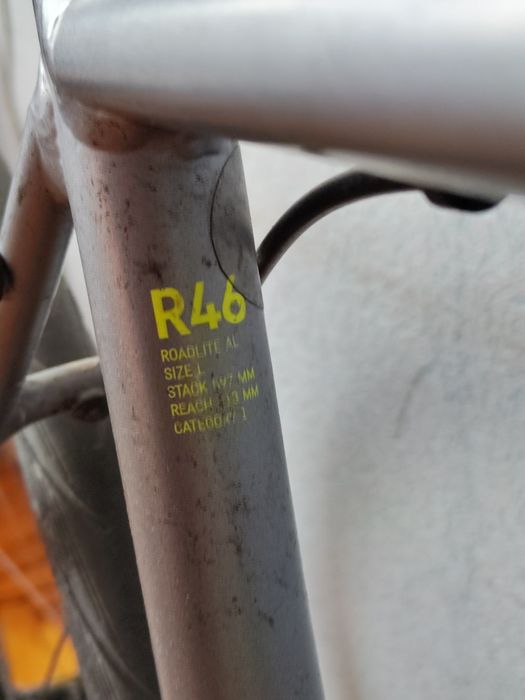 R46
ROADLITE AL
SIZE L
STACK MM
REACH MM
CATEGORY 1